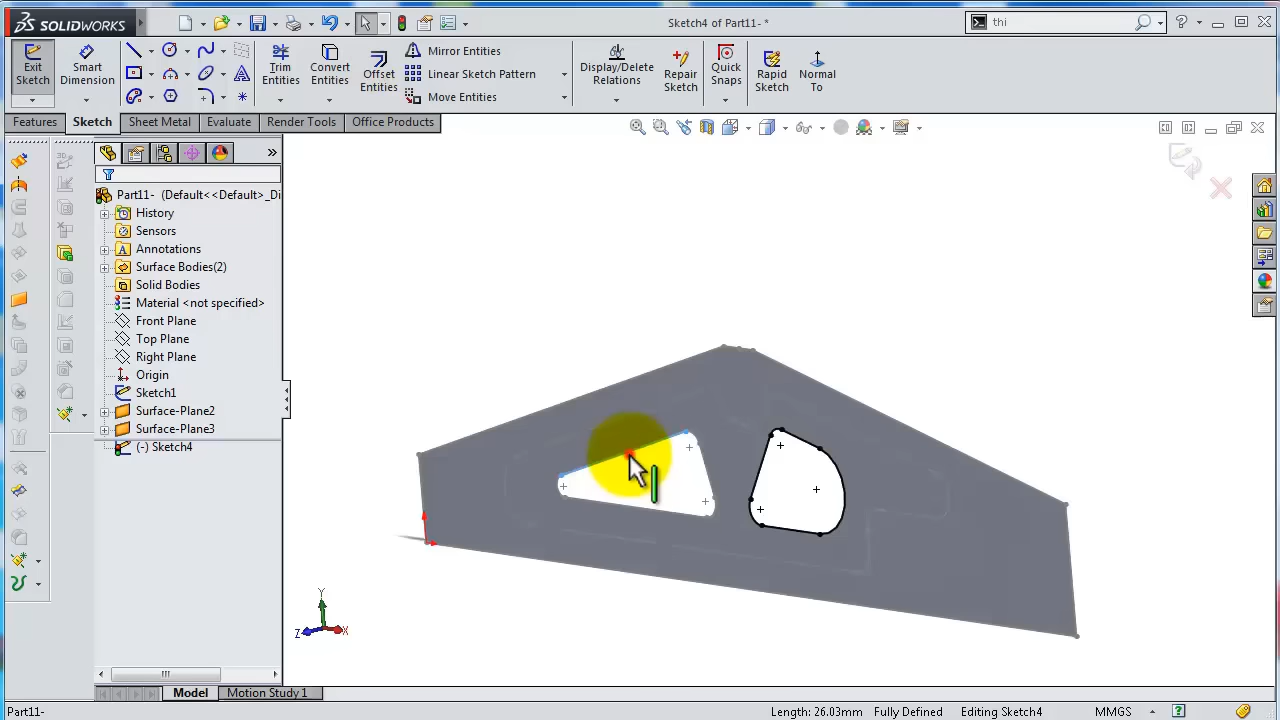 SOLIDWORKS
Sketch4 of Part11- *
thi
Exit Sketch
Smart Dimension
Trim Entities
Convert Entities
Offset Entities
Mirror Entities
Linear Sketch Pattern
Move Entities
Display/Delete Relations
Repair Sketch
Quick Snaps
Rapid Sketch
Normal To
Features
Sketch
Sheet Metal
Evaluate
Render Tools
Office Products
Part11- (Default<<Default>_Di
History
Sensors
Annotations
Surface Bodies(2)
Solid Bodies
Material <not specified>
Front Plane
Top Plane
Right Plane
Origin
Sketch1
Surface-Plane2
Surface-Plane3
(-) Sketch4
Y
Z
X
Model
Motion Study 1
Part11-
Length: 26.03mm
Fully Defined
Editing Sketch4
MMGS